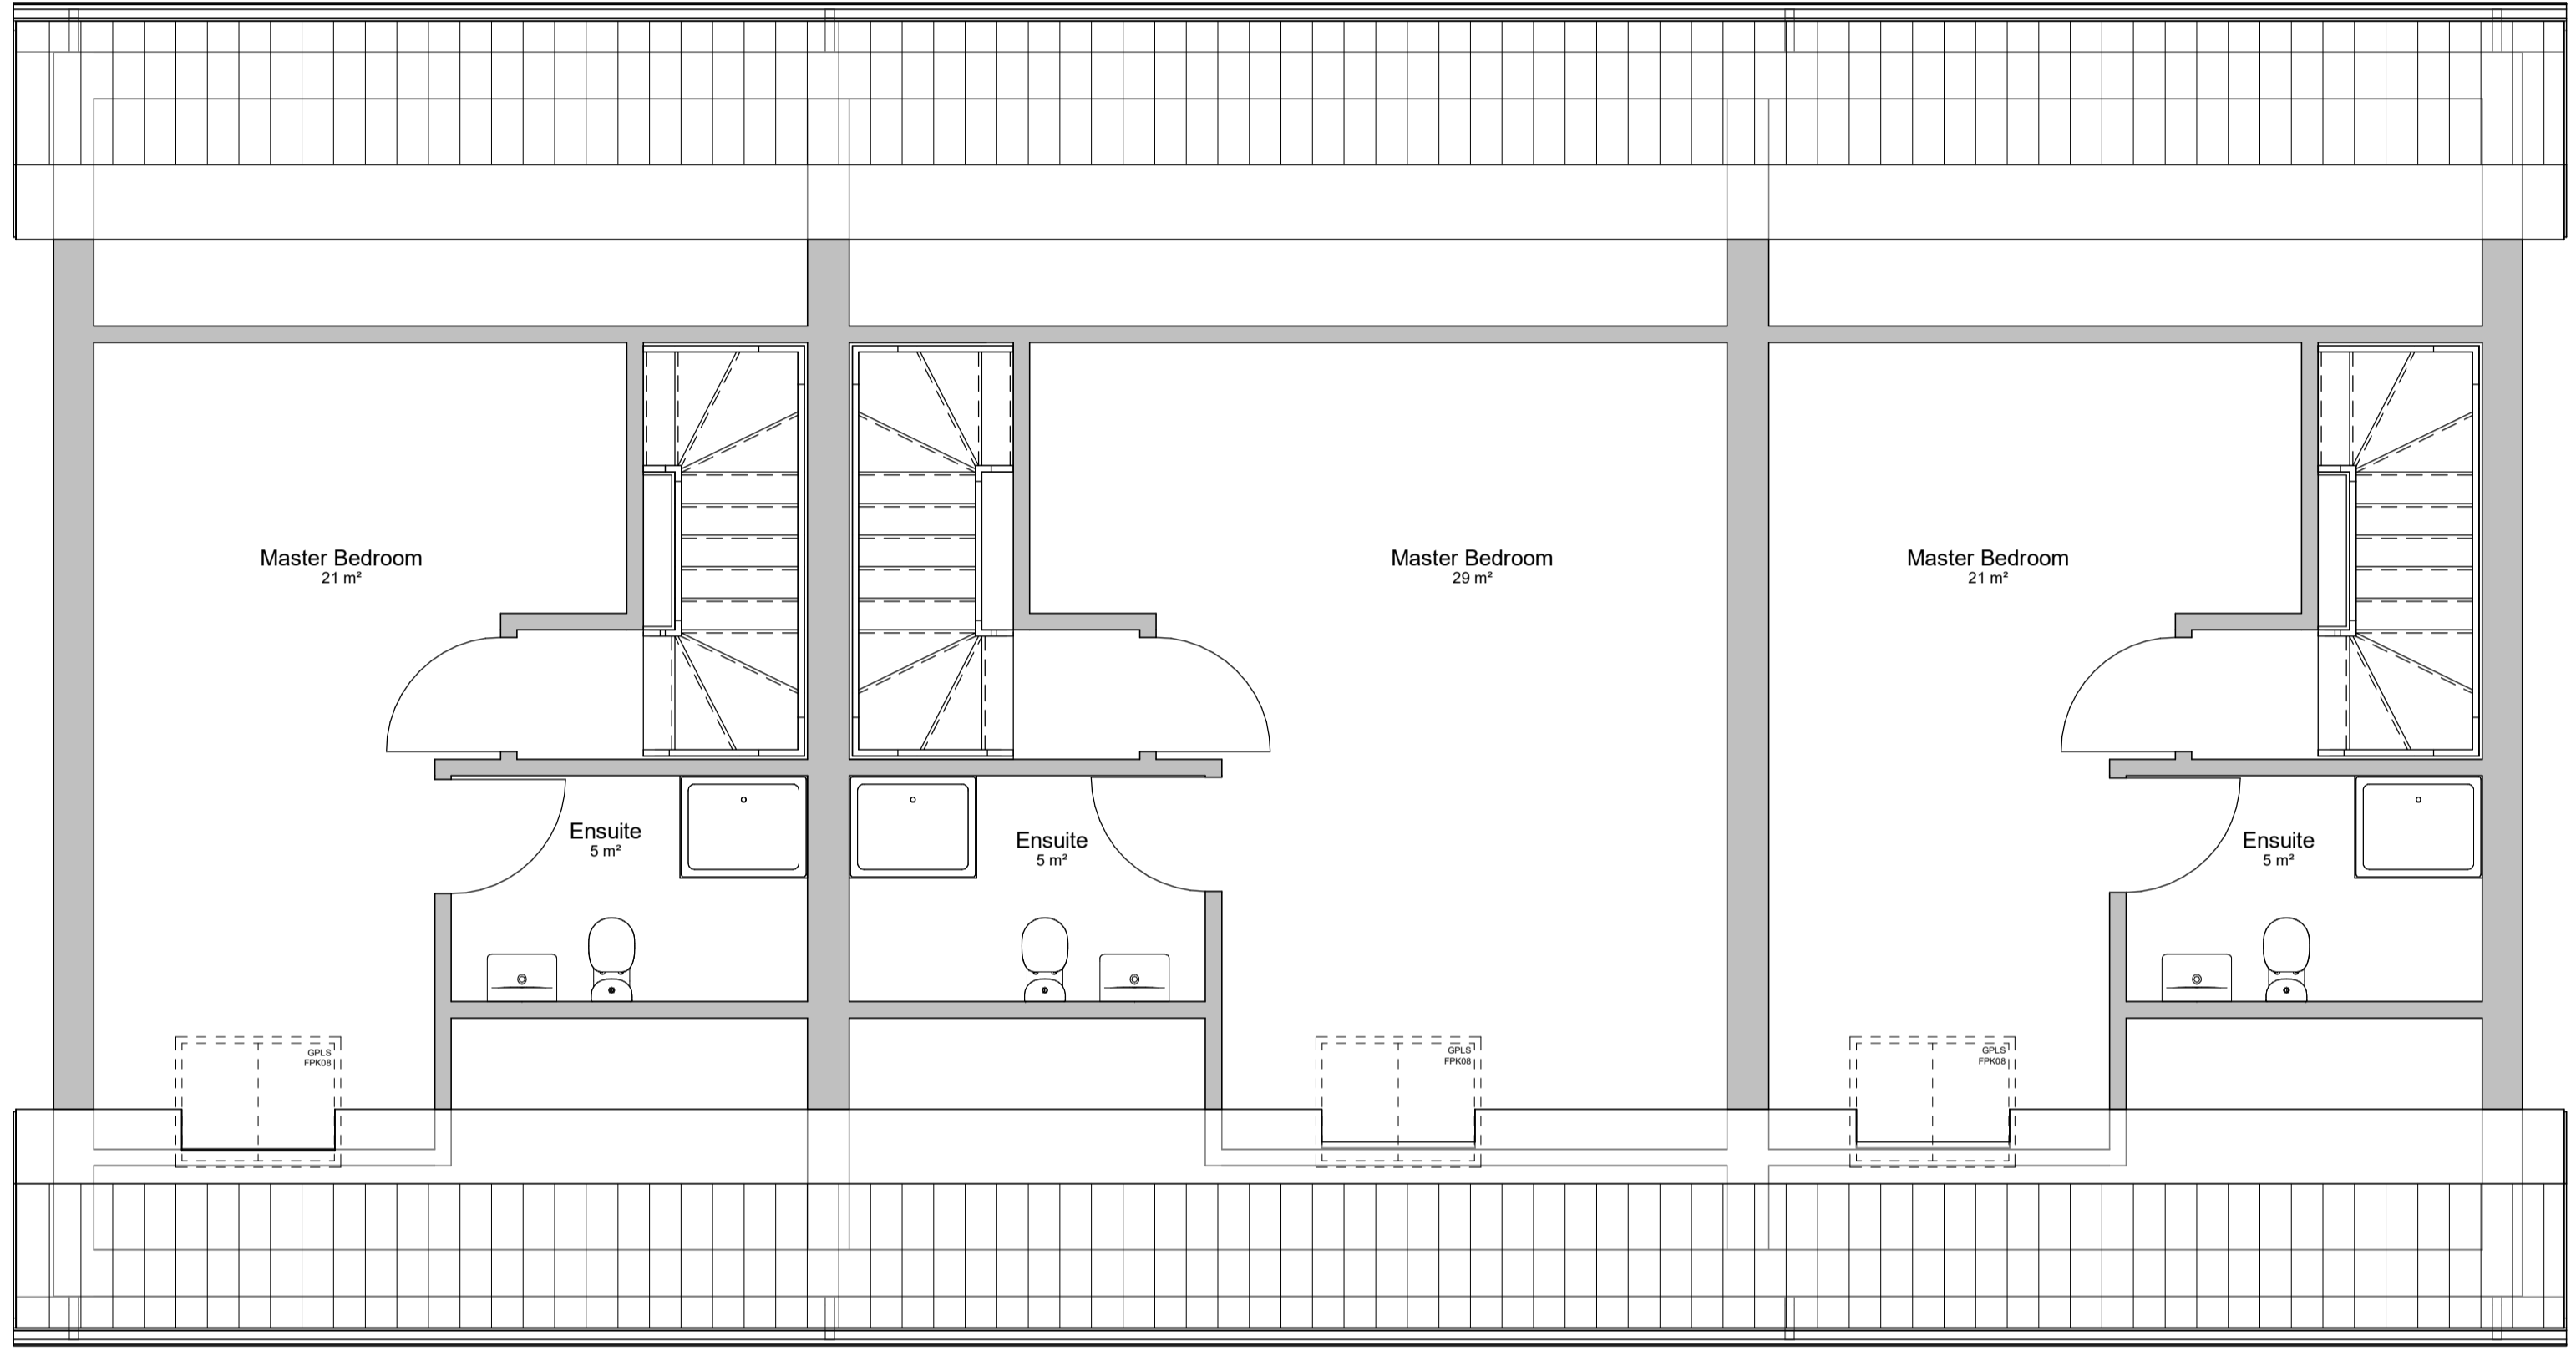 Master Bedroom
21 m²
Master Bedroom
29 m²
Master Bedroom
21 m²
Ensuite
5 m²
Ensuite
5 m²
Ensuite
5 m²
GPLS
FPK08
GPLS
FPK08
GPLS
FPK08